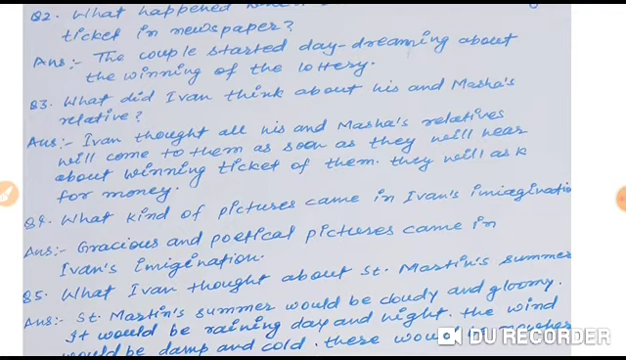 Q2. What happened
ticket in newspaper?
Ans:- The couple started day-dreaming about
the winning of the lottery.
Q3. What did Ivan think about his and Masha's
relative?
Ans:- Ivan thought all his and Masha's relatives
will come to them as soon as they will hear
about winning ticket of them. they will ask
for money.
Q4. What kind of pictures came in Ivan's
Ans:- Gracious and poetical pictures came in
Ivan's imigination.
Q5. What Ivan thought about St. Martin's summer
Ans:- St. Martin's summer would be cloudy and gloomy.
It would be raining day and night. the wind
would be damp and cold. there would be
DU RECORDER